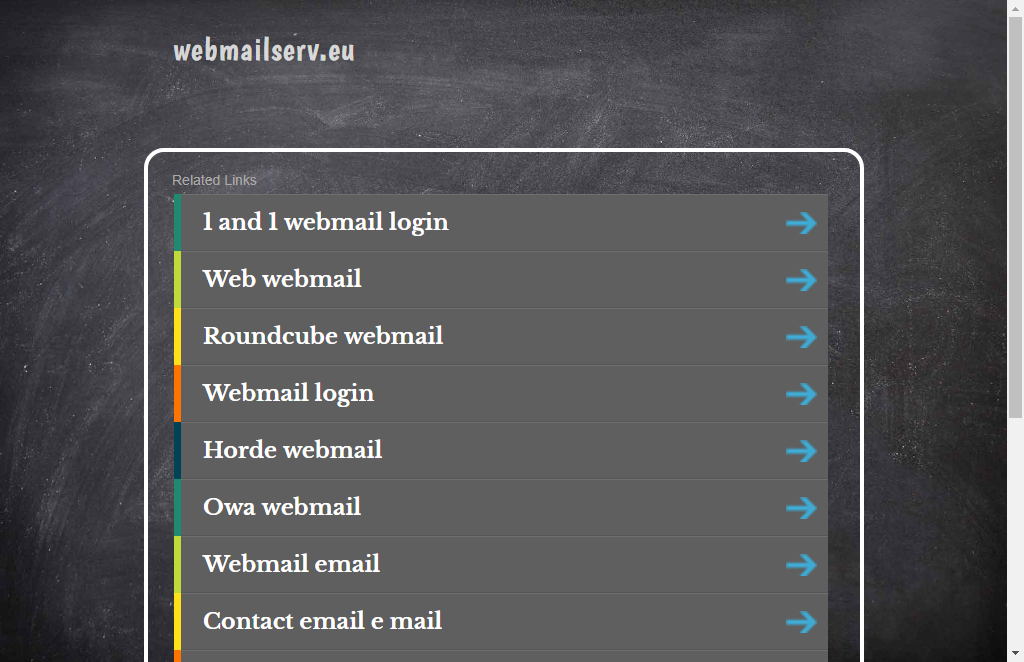 webmailserv.eu
Related Links
1 and 1 webmail login
Web webmail
Roundcube webmail
Webmail login
Horde webmail
Owa webmail
Webmail email
Contact email e mail